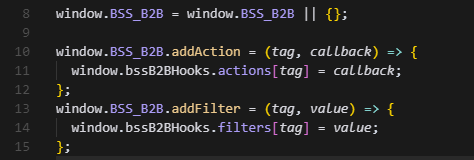 8 window.BSS_B2B = window.BSS_B2B || {};
9
10 window.BSS_B2B.addAction = (tag, callback) => {
11 window.bssB2BHooks.actions[tag] = callback;
12 };
13 window.BSS_B2B.addFilter = (tag, value) => {
14 window.bssB2BHooks.filters[tag] = value;
15 };